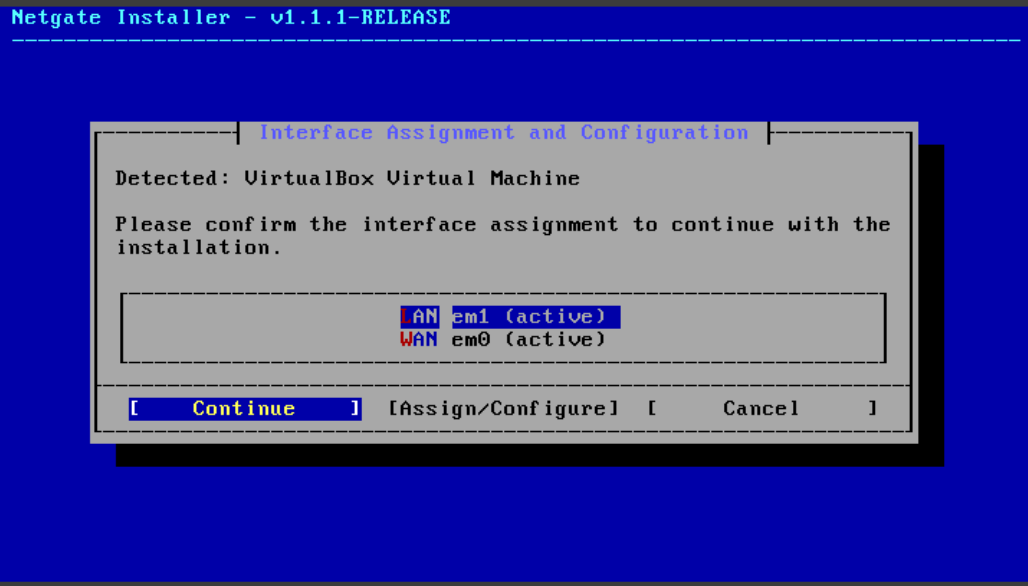 Netgate Installer - v1.1.1-RELEASE
Interface Assignment and Configuration
Detected: VirtualBox Virtual Machine
Please confirm the interface assignment to continue with the
installation.
LAN em1 (active)
WAN em0 (active)
[ Continue ] [Assign/Configure] [ Cancel ]